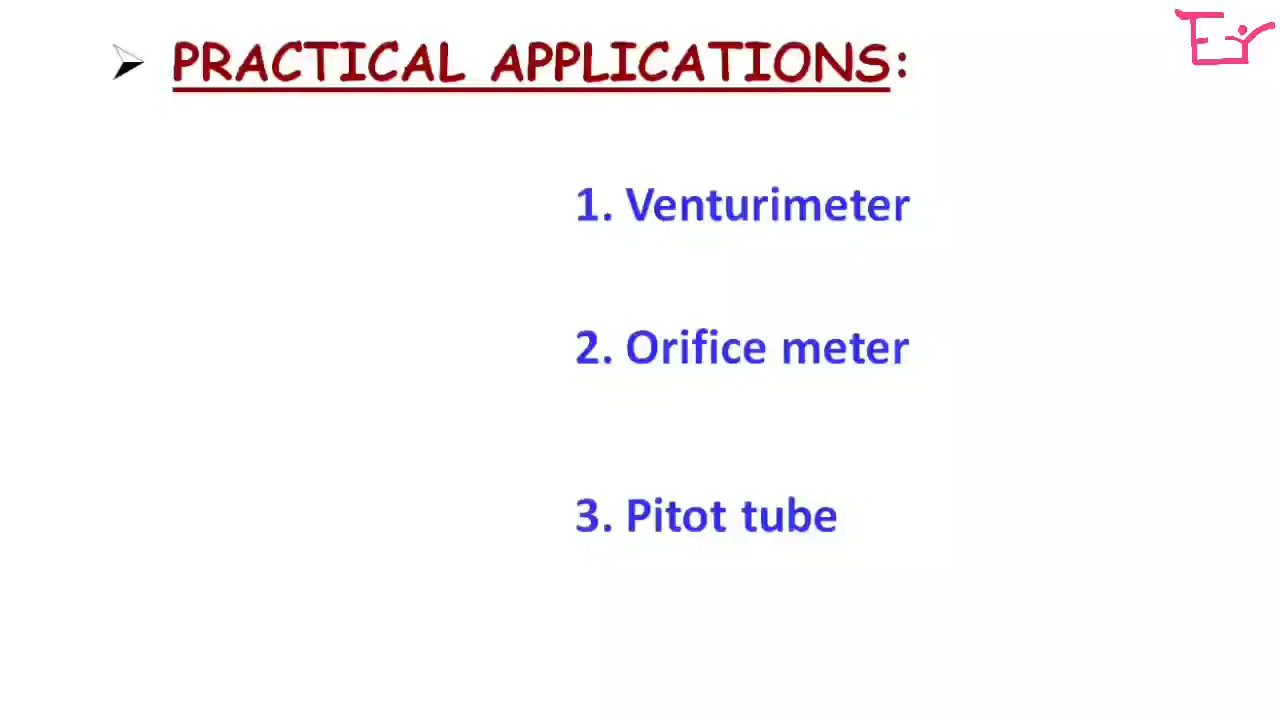 PRACTICAL APPLICATIONS:
1. Venturimeter
2. Orifice meter
3. Pitot tube